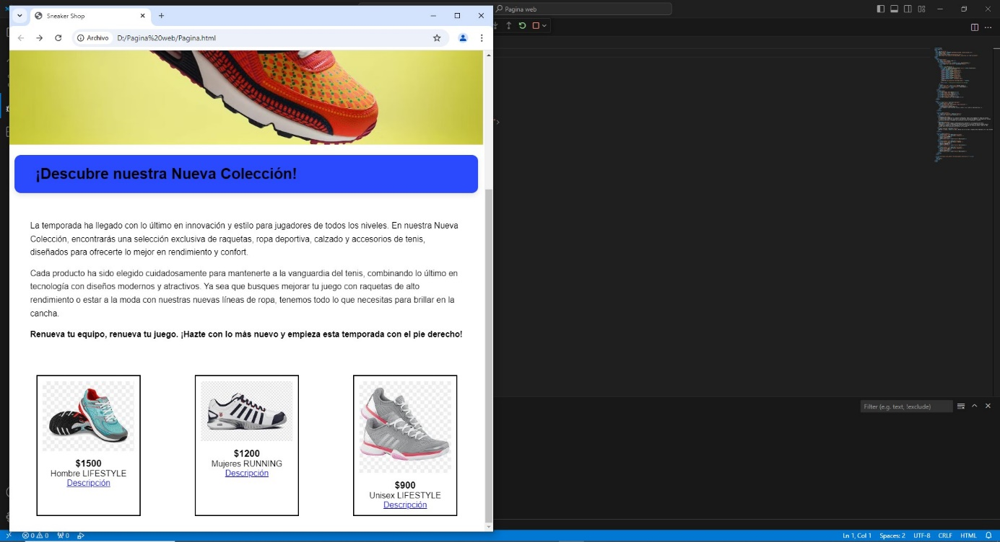 Sneaker Shop
Pagina web
Archivo
D:/Pagina%20web/Pagina.html
¡Descubre nuestra Nueva Colección!
La temporada ha llegado con lo último en innovación y estilo para jugadores de todos los niveles. En nuestra Nueva
Colección, encontrarás una selección exclusiva de raquetas, ropa deportiva, calzado y accesorios de tenis,
diseñados para ofrecerte lo mejor en rendimiento y confort.
Cada producto ha sido elegido cuidadosamente para mantenerte a la vanguardia del tenis, combinando lo último en
tecnología con diseños modernos y atractivos. Ya sea que busques mejorar tu juego con raquetas de alto
rendimiento o estar a la moda con nuestras nuevas líneas de ropa, tenemos todo lo que necesitas para brillar en la
cancha.
Renueva tu equipo, renueva tu juego. ¡Hazte con lo más nuevo y empieza esta temporada con el pie derecho!
Filter (e.g. text, !exclude)
$1500
Hombre LIFESTYLE
Descripción
$1200
Mujeres RUNNING
Descripción
$900
Unisex LIFESTYLE
Descripción
0 0 0
Ln 1, Col 1 Spaces: 2 UTF-8 CRLF HTML